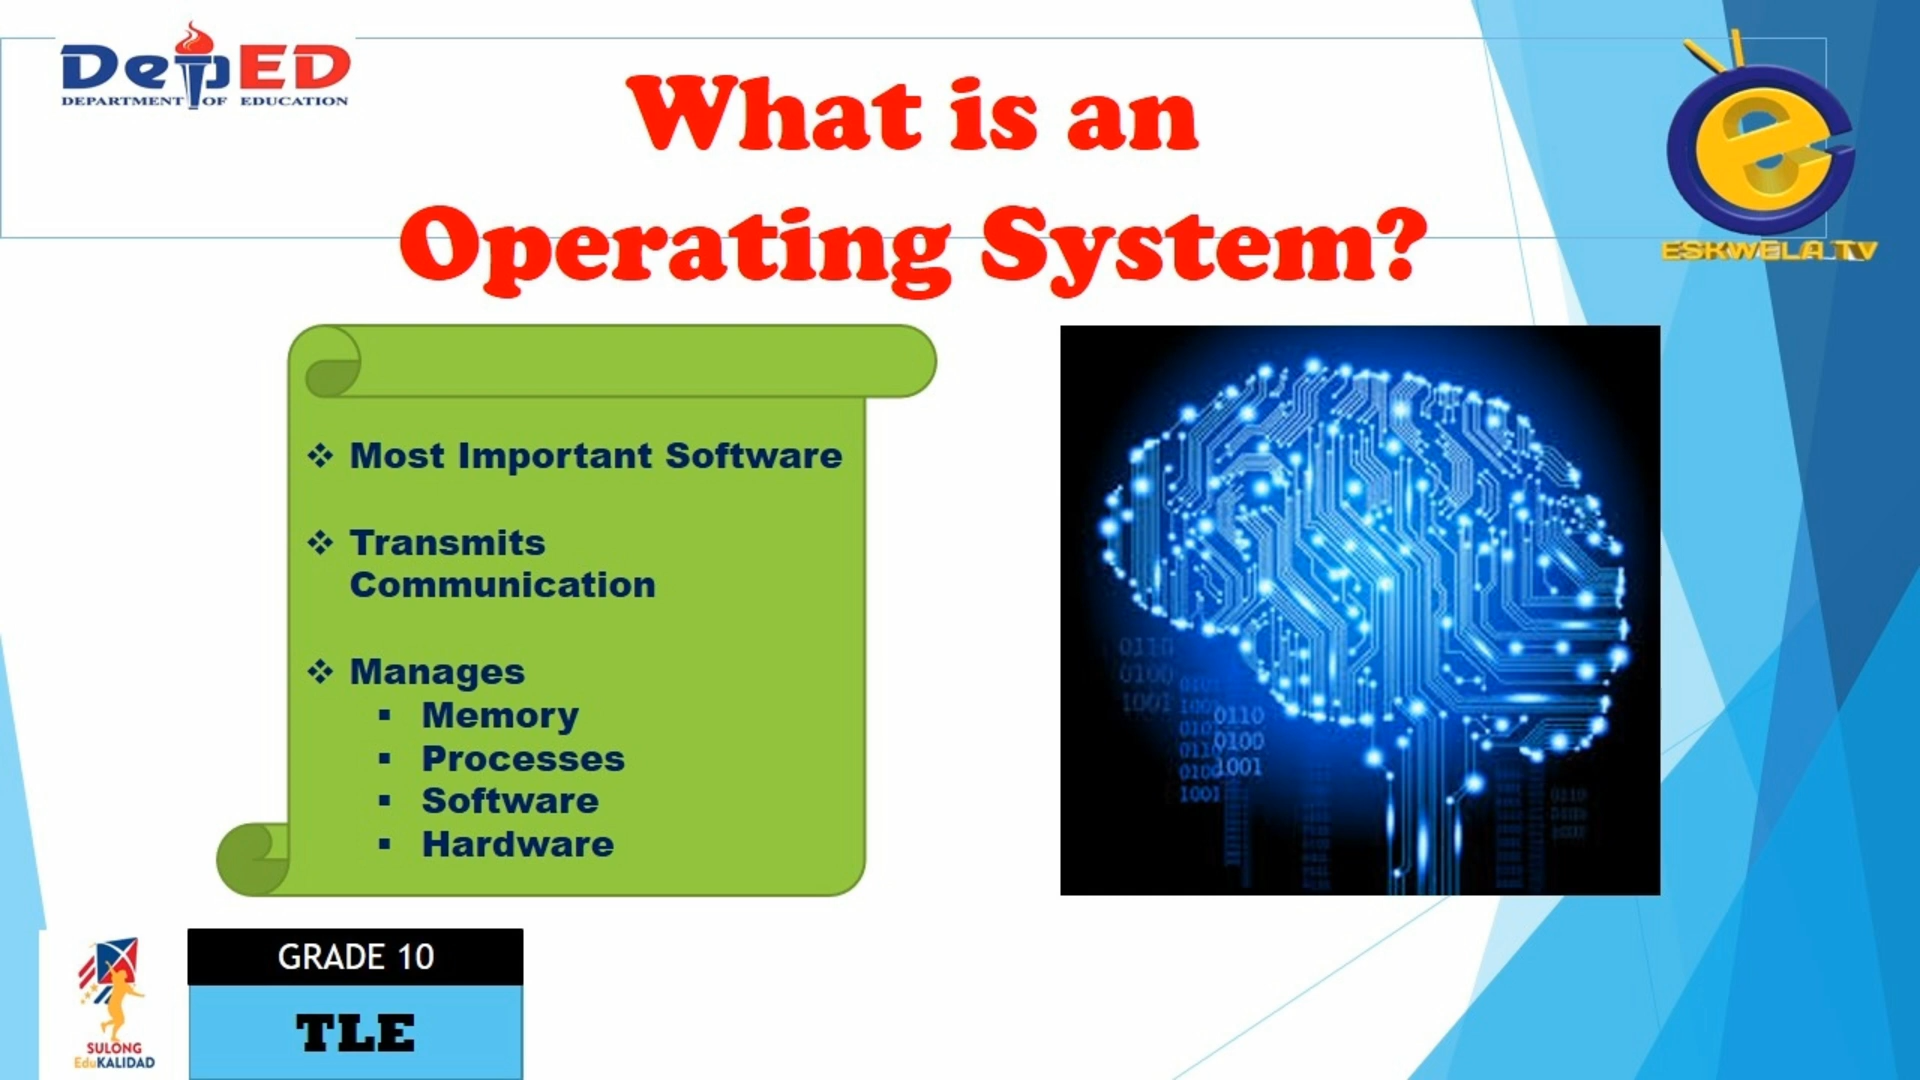 DepED
DEPARTMENT OF EDUCATION
What is an
Operating System?
ESKWELA TV
❖ Most Important Software
❖ Transmits
Communication
❖ Manages
▪ Memory
▪ Processes
▪ Software
▪ Hardware
0110
0100
1001
0110
0100
1001
GRADE 10
TLE
SULONG
EduKALIDAD